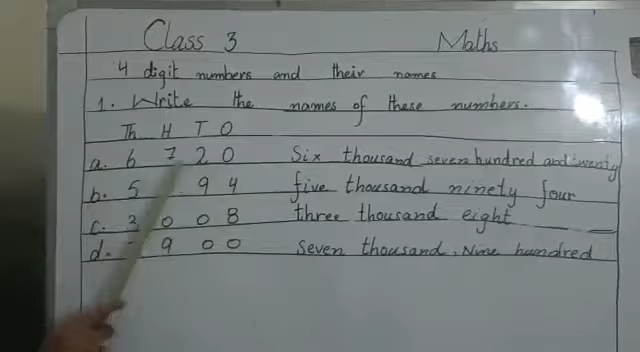 Class 3 Maths
4 digit numbers and their names
1. Write the names of these numbers.
Th H T O
a. 6 7 2 0 Six thousand seven hundred and twenty
b. 5 9 4 five thousand ninety four
c. 3 0 0 8 three thousand eight
d. 9 0 0 Seven thousand, Nine hundred